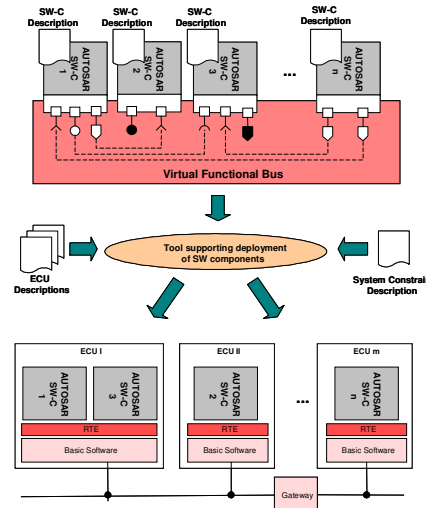 SW-C
Description
SW-C
Description
SW-C
Description
SW-C
Description
AUTOSAR
SW-C
1
AUTOSAR
SW-C
2
AUTOSAR
SW-C
3
...
AUTOSAR
SW-C
n
Virtual Functional Bus
Tool supporting deployment
of SW components
ECU
Descriptions
System Constrai
Description
ECU I
ECU II
ECU m
AUTOSAR
SW-C
1
AUTOSAR
SW-C
3
AUTOSAR
SW-C
2
...
AUTOSAR
SW-C
n
RTE
RTE
RTE
Basic Software
Basic Software
Basic Software
Gateway